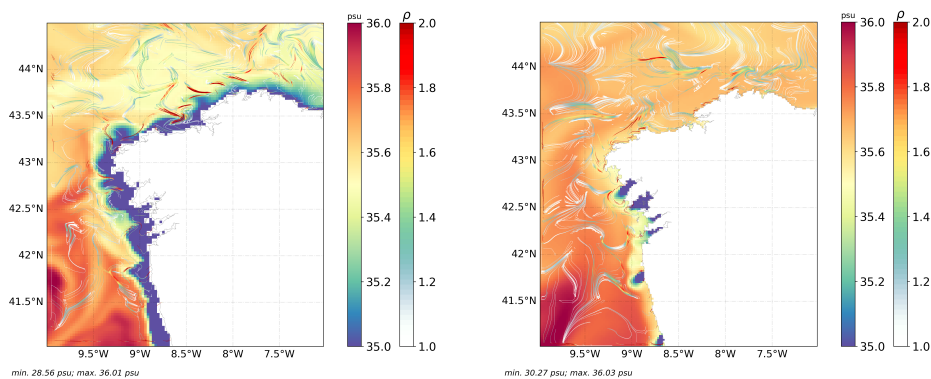 psu ρ psu ρ
36.0 2.0 36.0 2.0
44°N 44°N
35.8 1.8 35.8 1.8
43.5°N 43.5°N
35.6 1.6 35.6 1.6
43°N 43°N
42.5°N 42.5°N
35.4 1.4 35.4 1.4
42°N 42°N
35.2 1.2 35.2 1.2
41.5°N 41.5°N
35.0 1.0 35.0 1.0
9.5°W 9°W 8.5°W 8°W 7.5°W 9.5°W 9°W 8.5°W 8°W 7.5°W
min. 28.56 psu; max. 36.01 psu min. 30.27 psu; max. 36.03 psu